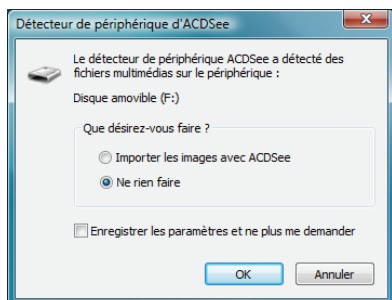 Détecteur de périphérique d'ACDSee
Le détecteur de périphérique ACDSee a détecté des
fichiers multimédias sur le périphérique :
Disque amovible (F:)
Que désirez-vous faire ?
Importer les images avec ACDSee
Ne rien faire
Enregistrer les paramètres et ne plus me demander
OK
Annuler